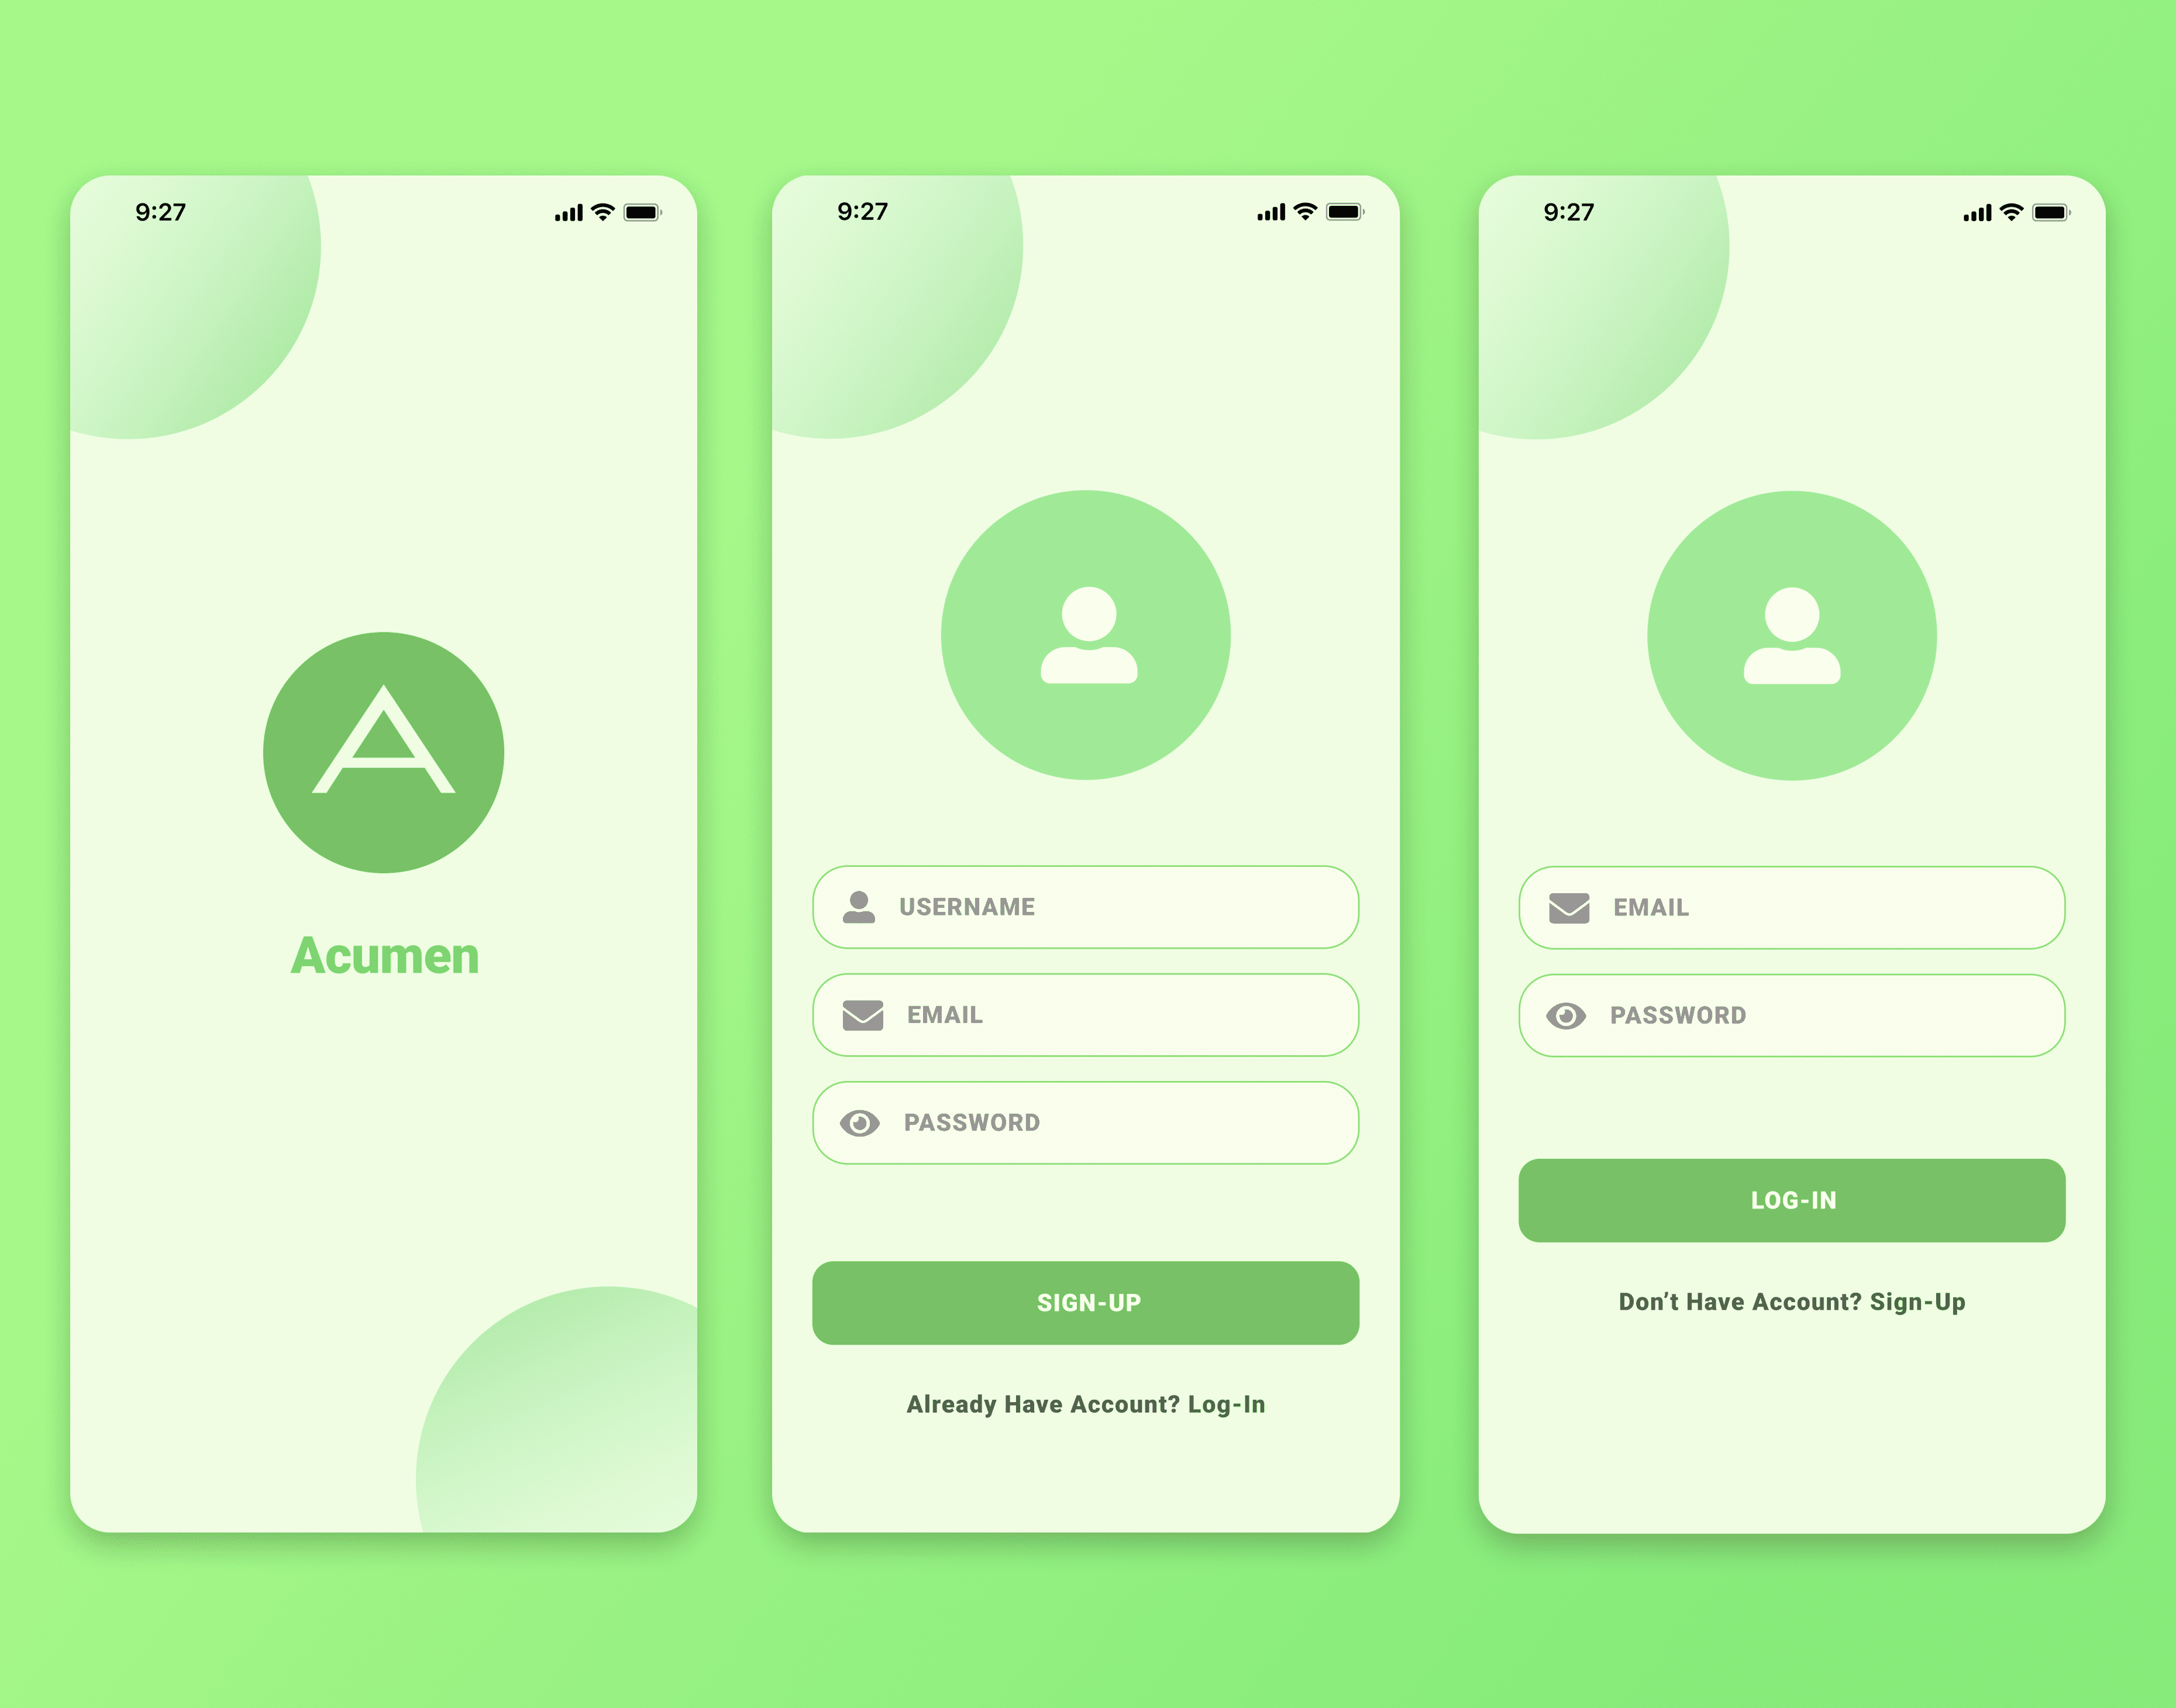 9:27
A
Acumen
9:27
USERNAME
EMAIL
PASSWORD
SIGN-UP
Already Have Account? Log-In
9:27
EMAIL
PASSWORD
LOG-IN
Don’t Have Account? Sign-Up